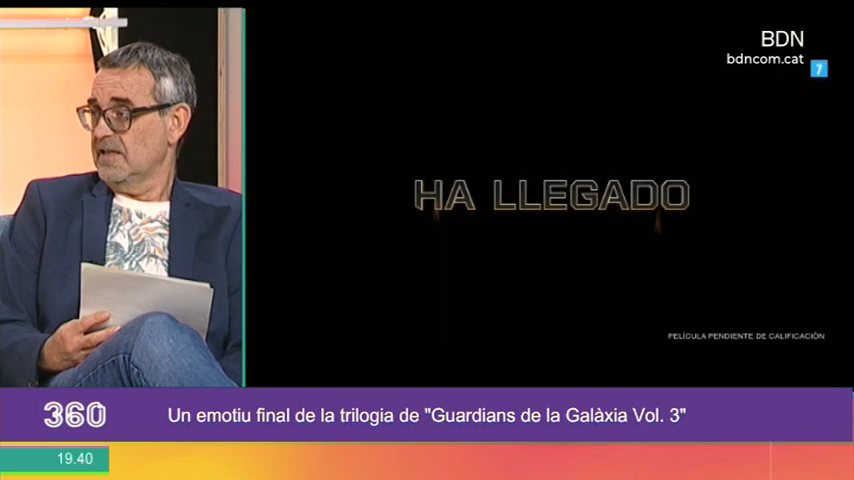 BDN
bdncom.cat
7
HA LLEGADO
PELÍCULA PENDIENTE DE CALIFICACIÓN
360
Un emotiu final de la trilogia de "Guardians de la Galàxia Vol. 3"
19.40